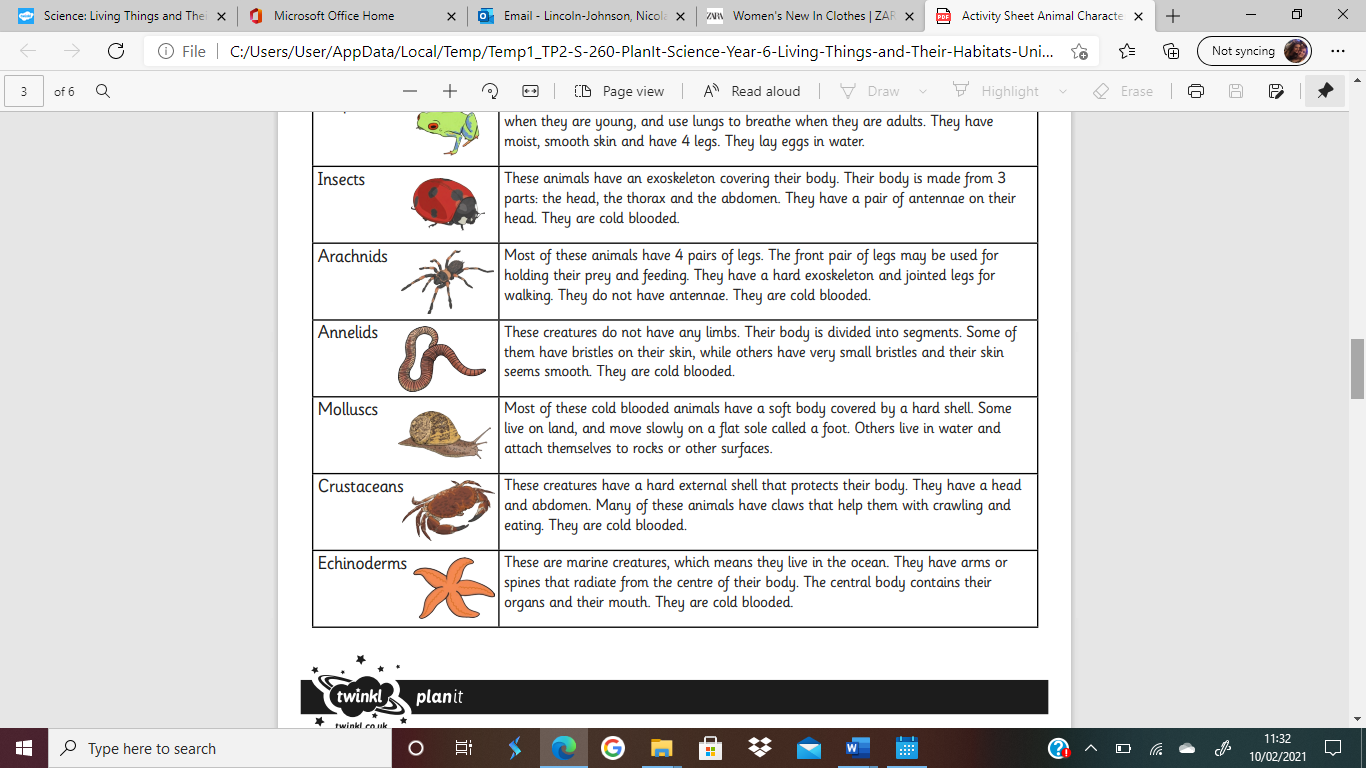 Science: Living Things and Thei
Microsoft Office Home
Email - Lincoln-Johnson, Nicola
ZARA
Women's New In Clothes | ZAR
PDF
Activity Sheet Animal Characte
File
C:/Users/User/AppData/Local/Temp/Temp1_TP2-S-260-PlanIt-Science-Year-6-Living-Things-and-Their-Habitats-Uni...
Not syncing
3 of 6
Page view
Read aloud
Draw
Highlight
Erase
when they are young, and use lungs to breathe when they are adults. They have
moist, smooth skin and have 4 legs. They lay eggs in water.
Insects
These animals have an exoskeleton covering their body. Their body is made from 3
parts: the head, the thorax and the abdomen. They have a pair of antennae on their
head. They are cold blooded.
Arachnids
Most of these animals have 4 pairs of legs. The front pair of legs may be used for
holding their prey and feeding. They have a hard exoskeleton and jointed legs for
walking. They do not have antennae. They are cold blooded.
Annelids
These creatures do not have any limbs. Their body is divided into segments. Some of
them have bristles on their skin, while others have very small bristles and their skin
seems smooth. They are cold blooded.
Molluscs
Most of these cold blooded animals have a soft body covered by a hard shell. Some
live on land, and move slowly on a flat sole called a foot. Others live in water and
attach themselves to rocks or other surfaces.
Crustaceans
These creatures have a hard external shell that protects their body. They have a head
and abdomen. Many of these animals have claws that help them with crawling and
eating. They are cold blooded.
Echinoderms
These are marine creatures, which means they live in the ocean. They have arms or
spines that radiate from the centre of their body. The central body contains their
organs and their mouth. They are cold blooded.
twinkl planit
twinkl.co.uk
Type here to search
11:32
10/02/2021